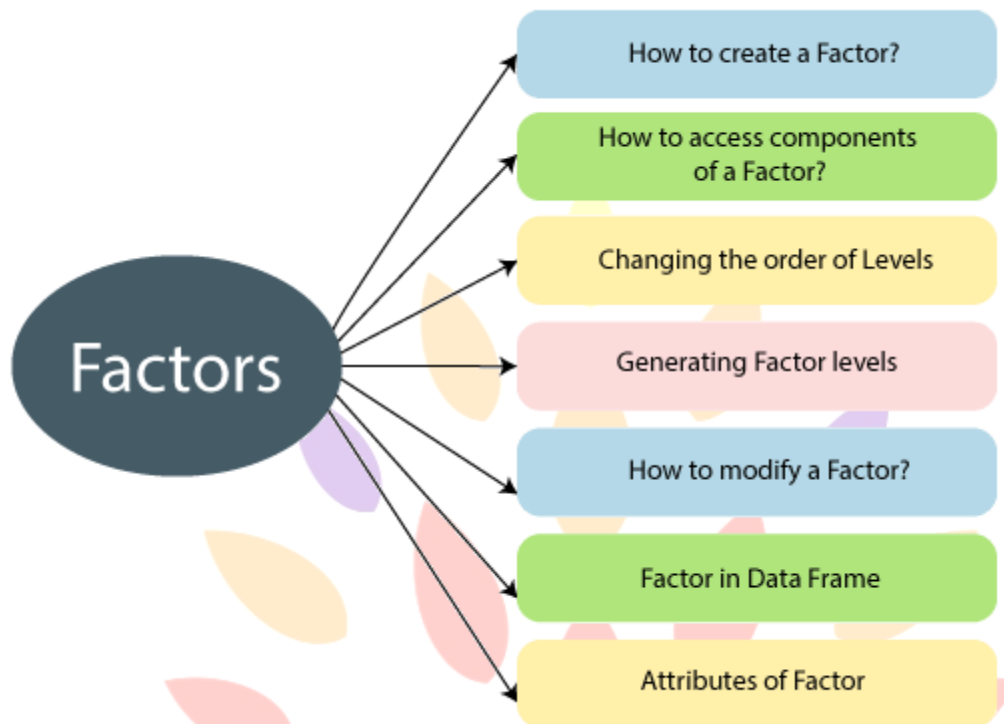 How to create a Factor?
How to access components
of a Factor?
Changing the order of Levels
Factors
Generating Factor levels
How to modify a Factor?
Factor in Data Frame
Attributes of Factor